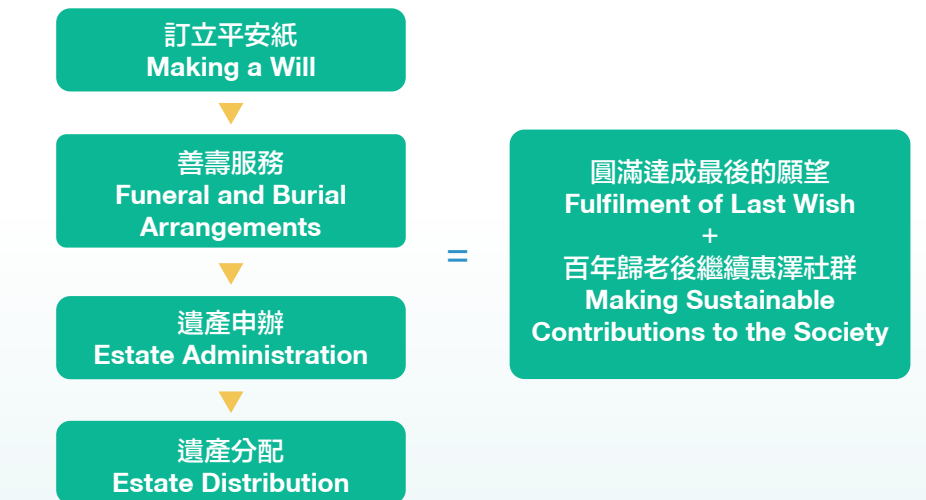 訂立平安紙
Making a Will
善壽服務
Funeral and Burial
Arrangements
遺產申辦
Estate Administration
遺產分配
Estate Distribution
=
圓滿達成最後的願望
Fulfilment of Last Wish
+
百年歸老後繼續惠澤社群
Making Sustainable
Contributions to the Society